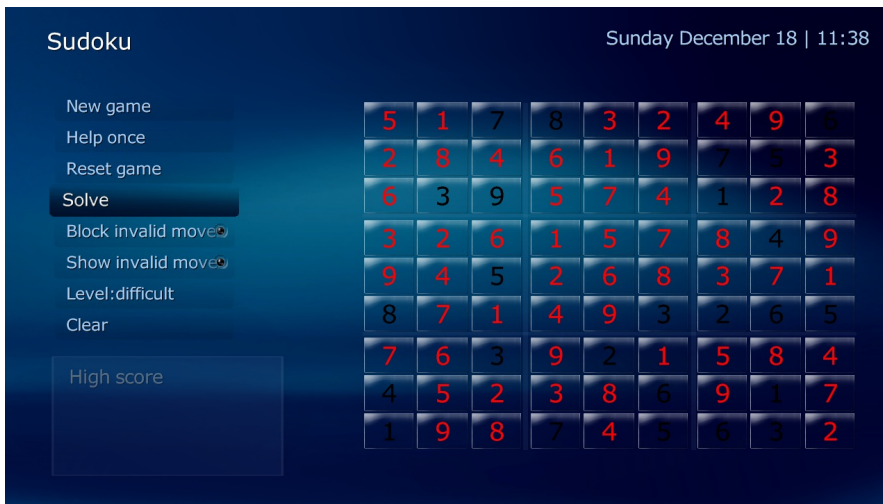 Sudoku
Sunday December 18 | 11:38
New game
Help once
Reset game
Solve
Block invalid move
Show invalid move
Level:difficult
Clear
High score
5 1 7 8 3 2 4 9 6
2 8 4 6 1 9 7 5 3
6 3 9 5 7 4 1 2 8
3 2 6 1 5 7 8 4 9
9 4 5 2 6 8 3 7 1
8 7 1 4 9 3 2 6 5
7 6 3 9 2 1 5 8 4
4 5 2 3 8 6 9 1 7
1 9 8 7 4 5 6 3 2